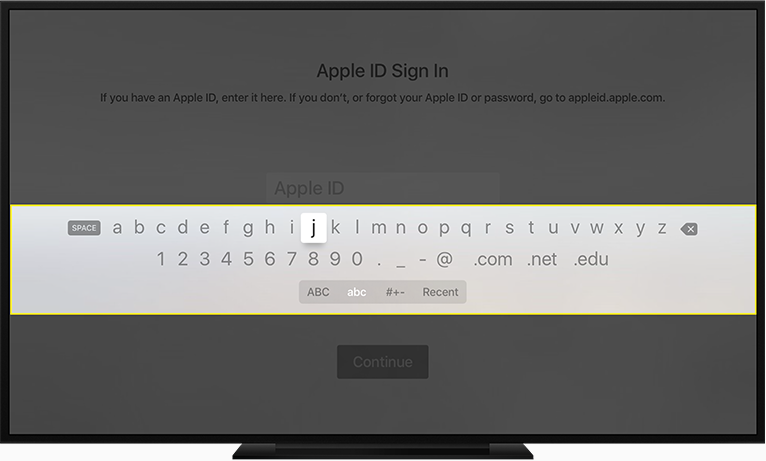 Apple ID Sign In
If you have an Apple ID, enter it here. If you don't, or forgot your Apple ID or password, go to appleid.apple.com.
Apple ID
SPACE a b c d e f g h i j k l m n o p q r s t u v w x y z
1 2 3 4 5 6 7 8 9 0 . _ - @ .com .net .edu
ABC abc #+- Recent
Continue